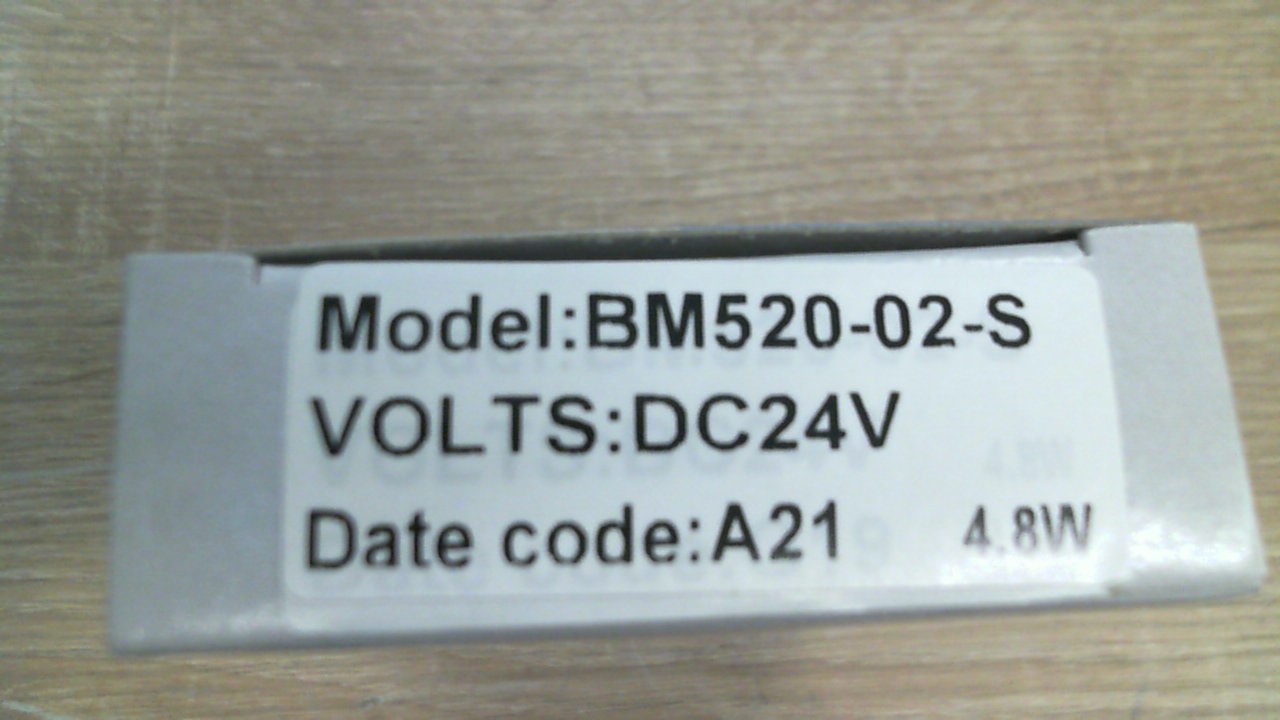 Model:BM520-02-S
VOLTS:DC24V
Date code:A21 4.8W